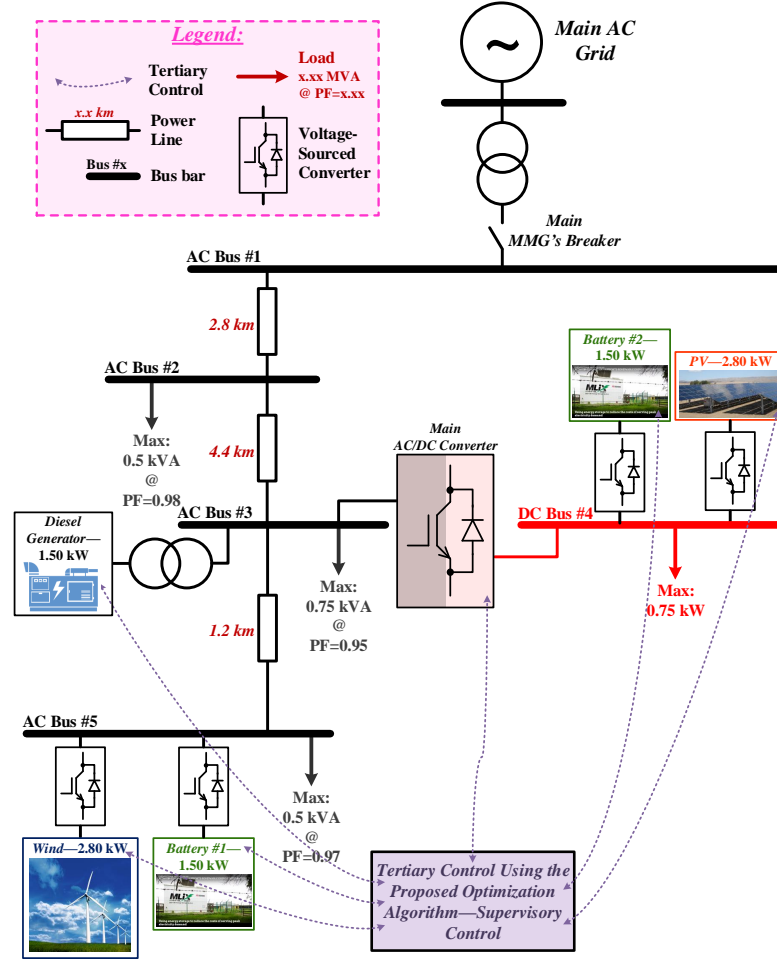 Legend:
Tertiary
Control
Load
x.xx MVA
@ PF=x.xx
x.x km
Power
Line
Voltage-
Sourced
Converter
Bus #x
Bus bar
Main AC
Grid
Main
MMG's Breaker
AC Bus #1
2.8 km
AC Bus #2
Max:
0.5 kVA
@
PF=0.98
4.4 km
Main
AC/DC Converter
Battery #2—
1.50 kW
PV—2.80 kW
AC Bus #3
DC Bus #4
Diesel
Generator—
1.50 kW
Max:
0.75 kVA
@
PF=0.95
Max:
0.75 kW
1.2 km
AC Bus #5
Max:
0.5 kVA
@
PF=0.97
Wind—2.80 kW
Battery #1—
1.50 kW
Tertiary Control Using the
Proposed Optimization
Algorithm—Supervisory
Control